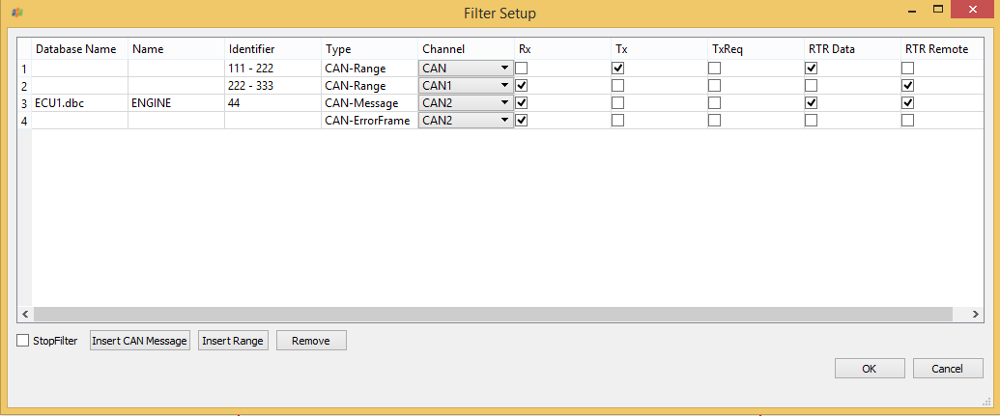 Filter Setup
Database Name Name Identifier Type Channel Rx Tx TxReq RTR Data RTR Remote
1 111 - 222 CAN-Range CAN
2 222 - 333 CAN-Range CAN1
3 ECU1.dbc ENGINE 44 CAN-Message CAN2
4 CAN-ErrorFrame CAN2
StopFilter Insert CAN Message Insert Range Remove
OK Cancel